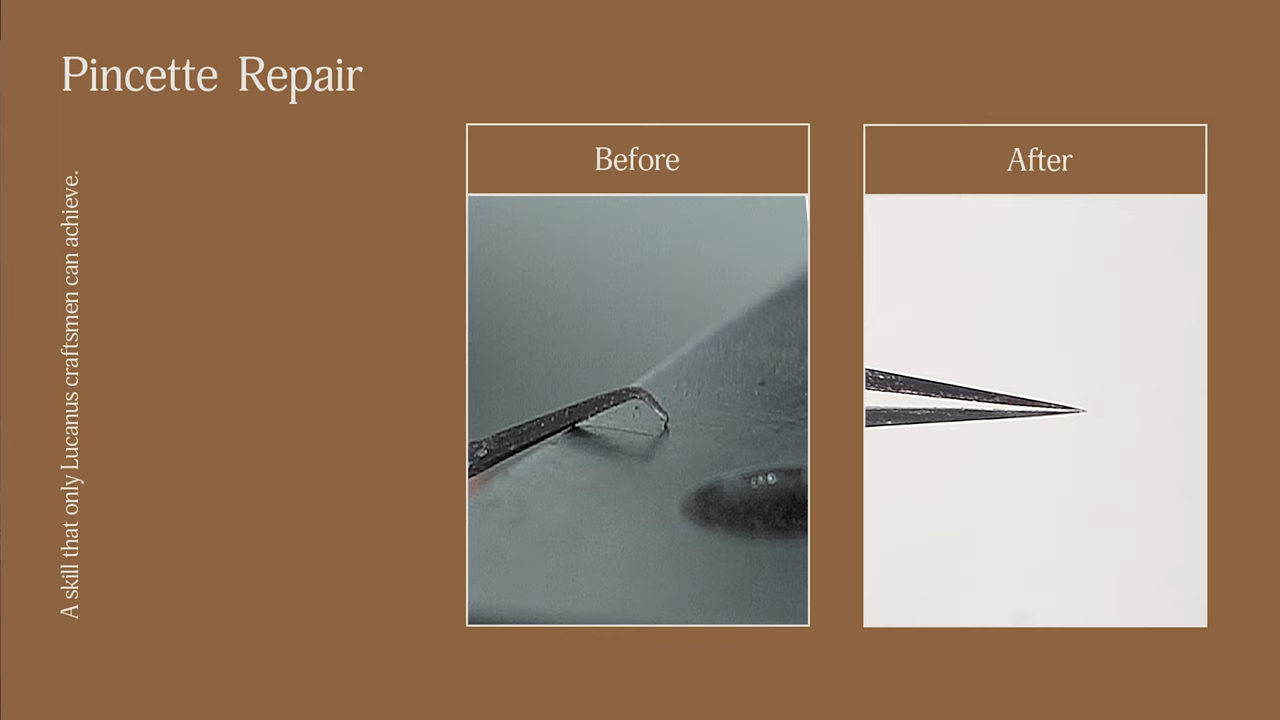 Pincette Repair
A skill that only Lucanus craftsmen can achieve.
Before
After